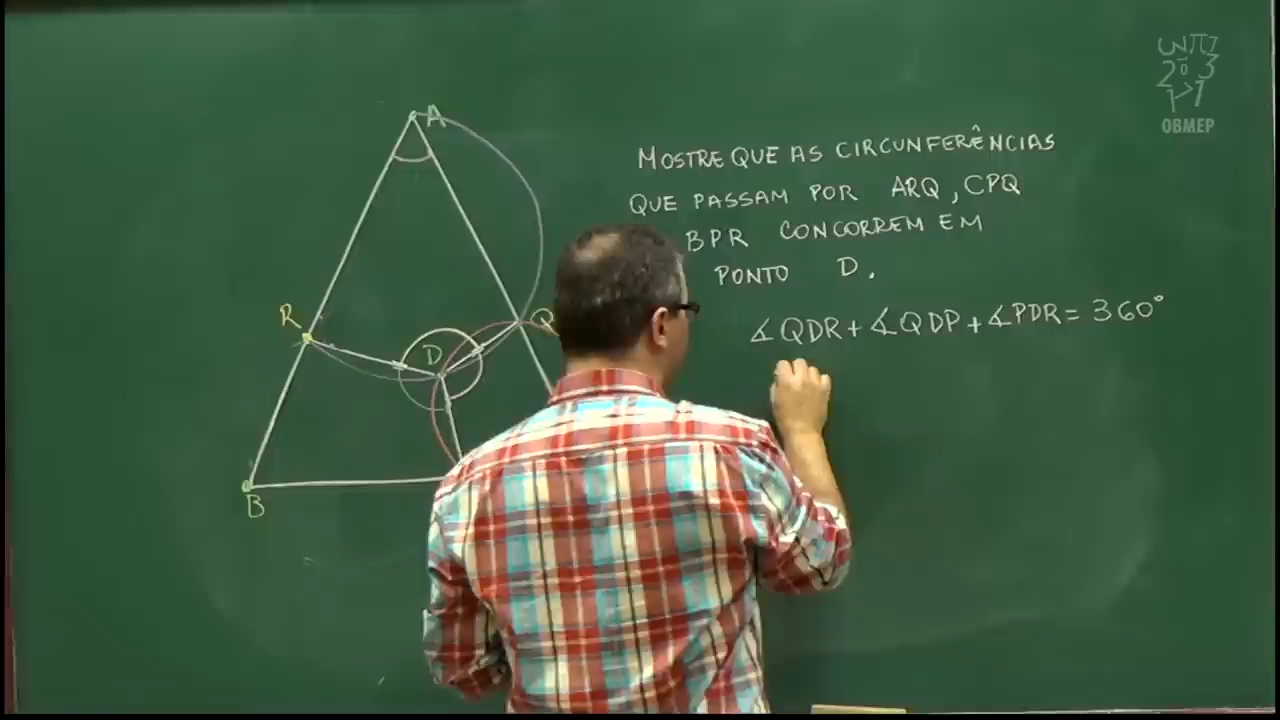 A
MOSTRE QUE AS CIRCUNFERÊNCIAS
QUE PASSAM POR ARQ, CPQ
BPR CONCORREM EM
PONTO D.
∡QDR + ∡QDP + ∡PDR = 360°
R
Q
D
B
OBMEP